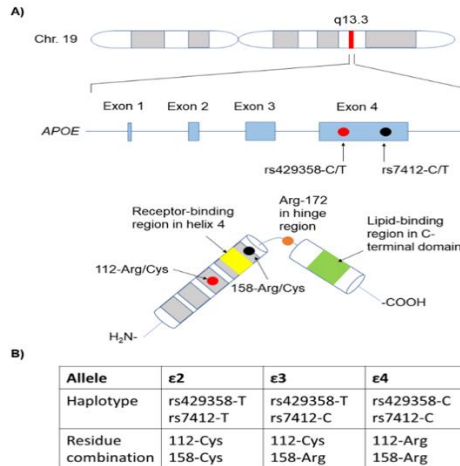 A)
q13.3
Chr. 19
Exon 1 Exon 2 Exon 3 Exon 4
APOE
rs429358-C/T rs7412-C/T
Arg-172
in hinge
region
Receptor-binding
region in helix 4
Lipid-binding
region in C-
terminal domain
112-Arg/Cys
158-Arg/Cys
-COOH
H₂N-
B)
Allele ε2 ε3 ε4
Haplotype rs429358-T rs429358-T rs429358-C
rs7412-T rs7412-C rs7412-C
Residue 112-Cys 112-Cys 112-Arg
combination 158-Cys 158-Arg 158-Arg